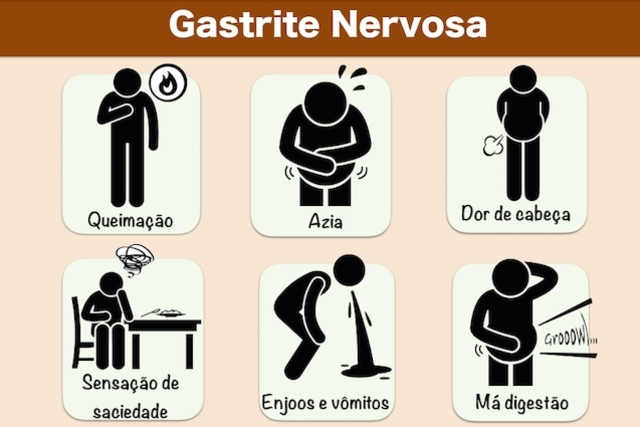 Gastrite Nervosa
Queimação
Azia
Dor de cabeça
Sensação de
saciedade
Enjoos e vômitos
GROOOW
Má digestão